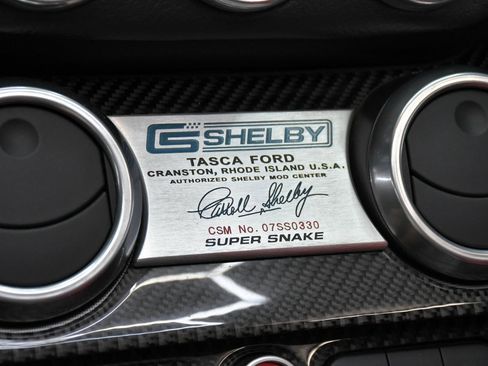 CS SHELBY
TASCA FORD
CRANSTON, RHODE ISLAND U.S.A.
AUTHORIZED SHELBY MOD CENTER
Carroll Shelby
CSM No. 07SS0330
SUPER SNAKE